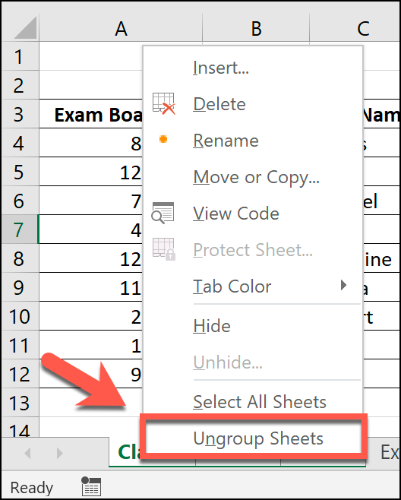 A B C
1
2
3 Exam Boa Nam
4 8 s
5 12
6 7 el
7 4
8 12 ine
9 11 a
10 2 rt
11 1
12 9
13
14
Insert...
Delete
Rename
Move or Copy...
View Code
Protect Sheet...
Tab Color
Hide
Unhide...
Select All Sheets
Ungroup Sheets
Cla Ex
Ready